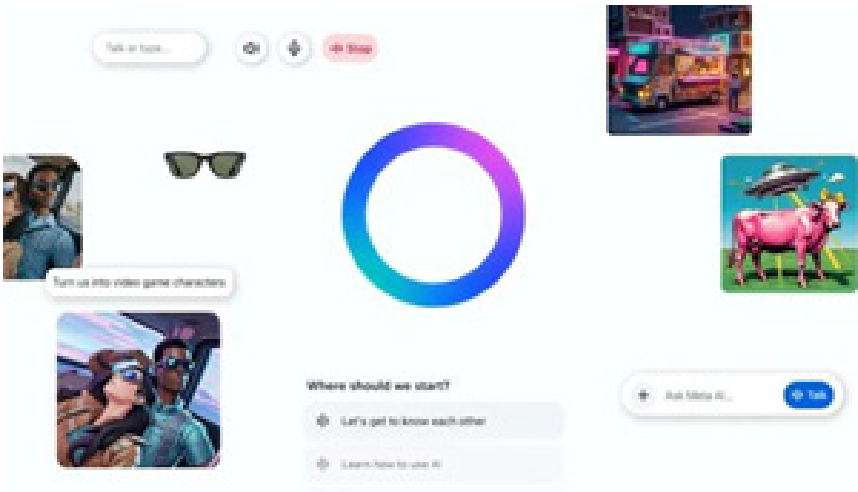 Talk or type...
Stop
Turn us into video game characters
Where should we start?
Let's get to know each other
Learn how to use AI
Ask Meta AI...
Talk